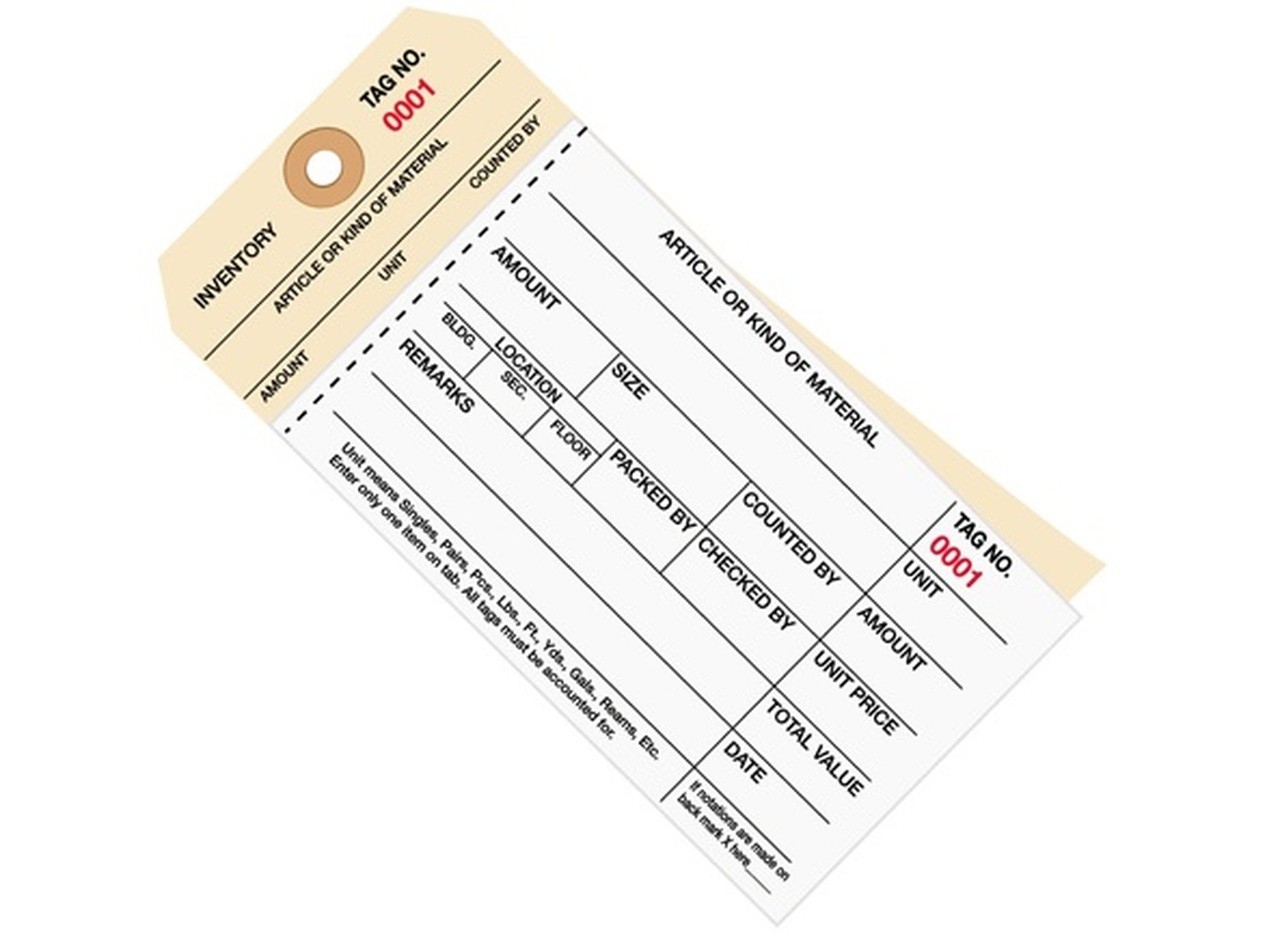 TAG NO.
0001
INVENTORY
ARTICLE OR KIND OF MATERIAL
AMOUNT UNIT COUNTED BY
ARTICLE OR KIND OF MATERIAL
TAG NO.
0001
AMOUNT
SIZE
COUNTED BY
UNIT
LOCATION
BLDG.
SEC.
FLOOR
PACKED BY
CHECKED BY
AMOUNT
REMARKS
UNIT PRICE
TOTAL VALUE
DATE
Unit means Singles, Pairs, Pcs., Lbs., Ft., Yds., Gals., Reams, Etc.
Enter only one item on tab. All tags must be accounted for.
If notations are made on
back mark X here___